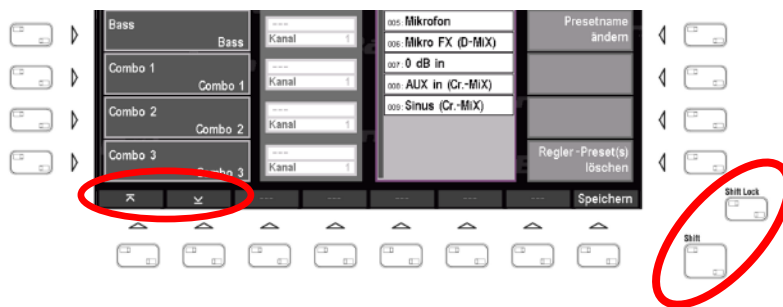 Bass
Bass
Combo 1
Combo 1
Combo 2
Combo 2
Combo 3
Combo 3
---
Kanal 1
---
Kanal 1
---
Kanal 1
---
Kanal 1
005: Mikrofon
006: Mikro FX (D-MiX)
007: 0 dB in
008: AUX in (Cr.-MiX)
009: Sinus (Cr.-MiX)
Presetname
ändern
Regler-Preset(s)
löschen
--- --- --- --- --- Speichern
Shift Lock
Shift